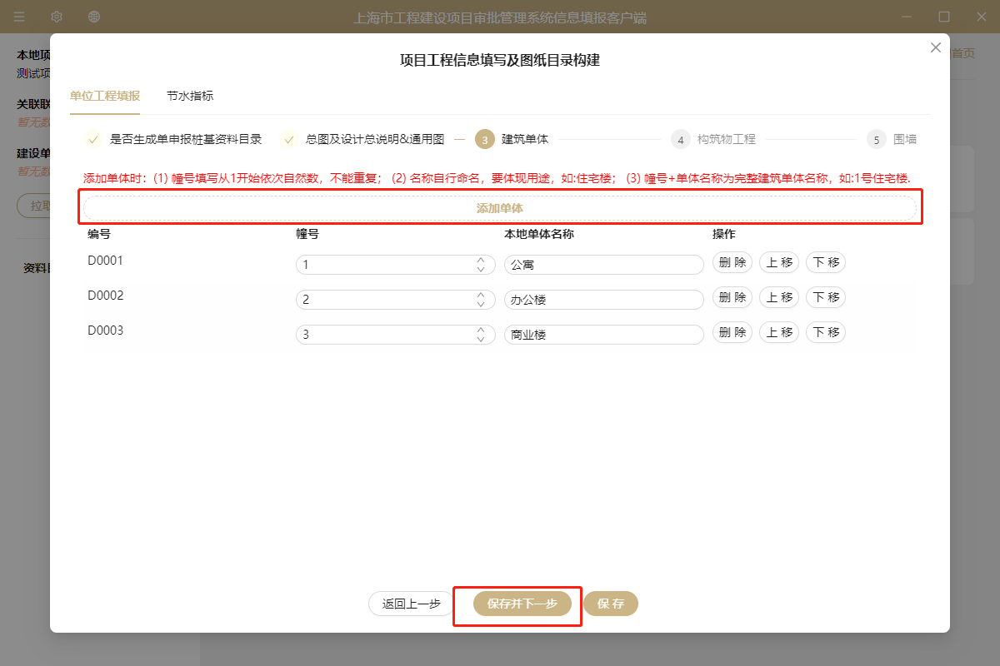 上海市工程建设项目审批管理系统信息填报客户端
本地项
测试项
关联联
暂无数
建设单
暂无数
拉取
资料目
首页
项目工程信息填写及图纸目录构建
单位工程填报 节水指标
是否生成单申报桩基资料目录 总图及设计总说明&通用图 3 建筑单体 4 构筑物工程 5 围墙
添加单体时：(1) 幢号填写从1开始依次自然数，不能重复； (2) 名称自行命名，要体现用途，如:住宅楼； (3) 幢号+单体名称为完整建筑单体名称，如:1号住宅楼.
添加单体
编号 幢号 本地单体名称 操作
D0001 1 公寓 删 除 上 移 下 移
D0002 2 办公楼 删 除 上 移 下 移
D0003 3 商业楼 删 除 上 移 下 移
返回上一步 保存并下一步 保 存